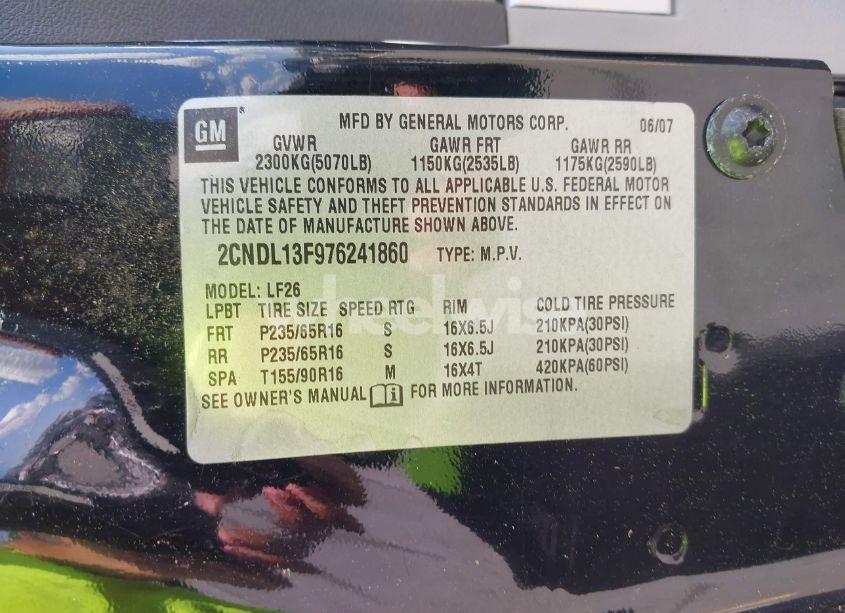 GM ® MFD BY GENERAL MOTORS CORP. 06/07
GVWR GAWR FRT GAWR RR
2300KG(5070LB) 1150KG(2535LB) 1175KG(2590LB)
THIS VEHICLE CONFORMS TO ALL APPLICABLE U.S. FEDERAL MOTOR
VEHICLE SAFETY AND THEFT PREVENTION STANDARDS IN EFFECT ON
THE DATE OF MANUFACTURE SHOWN ABOVE.
2CNDL13F976241860 TYPE: M.P.V.
MODEL: LF26
LPBT TIRE SIZE SPEED RTG RIM COLD TIRE PRESSURE
FRT P235/65R16 S 16X6.5J 210KPA(30PSI)
RR P235/65R16 S 16X6.5J 210KPA(30PSI)
SPA T155/90R16 M 16X4T 420KPA(60PSI)
SEE OWNER'S MANUAL i FOR MORE INFORMATION.